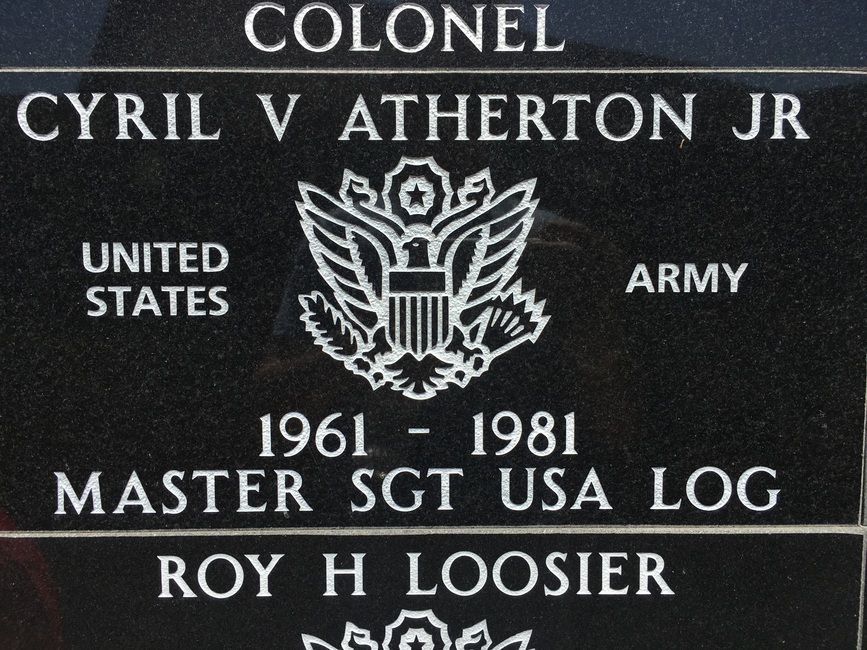 COLONEL
CYRIL V ATHERTON JR
UNITED
STATES
ARMY
1961 - 1981
MASTER SGT USA LOG
ROY H LOOSIER